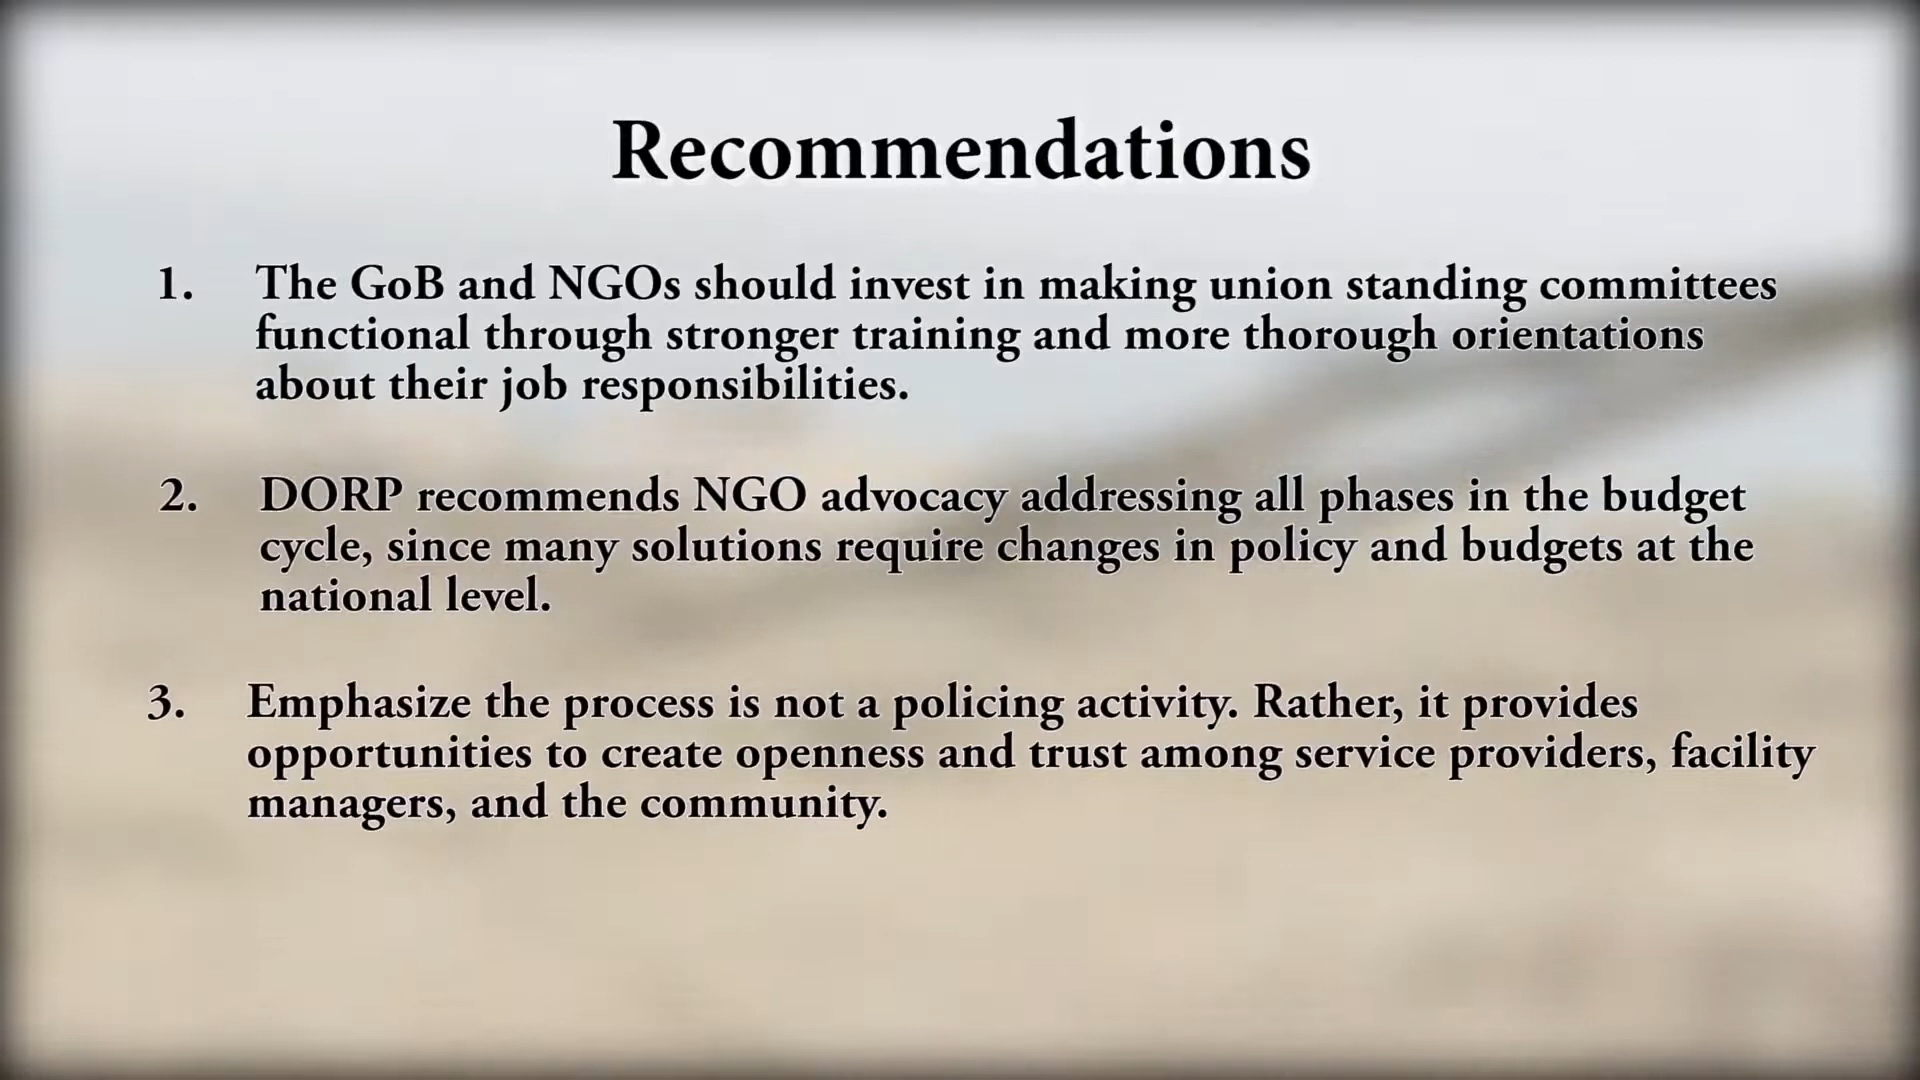 Recommendations
1. The GoB and NGOs should invest in making union standing committees
functional through stronger training and more thorough orientations
about their job responsibilities.
2. DORP recommends NGO advocacy addressing all phases in the budget
cycle, since many solutions require changes in policy and budgets at the
national level.
3. Emphasize the process is not a policing activity. Rather, it provides
opportunities to create openness and trust among service providers, facility
managers, and the community.